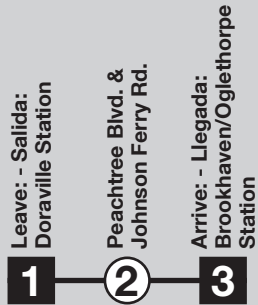 Leave: - Salida:
Doraville Station
1
Peachtree Blvd. &
Johnson Ferry Rd.
2
Arrive: - Llegada:
Brookhaven/Oglethorpe
Station
3